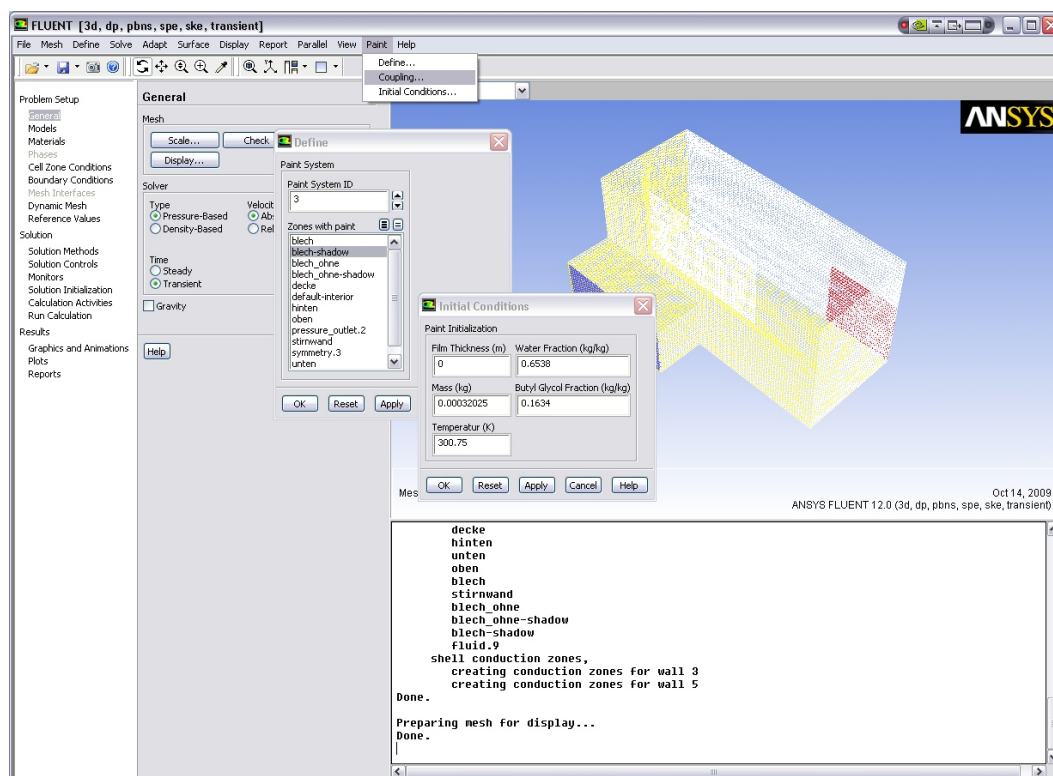 FLUENT [3d, dp, pbns, spe, ske, transient]
File Mesh Define Solve Adapt Surface Display Report Parallel View Paint Help
Define...
Coupling...
Initial Conditions...
Problem Setup
General
Models
Materials
Phases
Cell Zone Conditions
Boundary Conditions
Mesh Interfaces
Dynamic Mesh
Reference Values
Solution
Solution Methods
Solution Controls
Monitors
Solution Initialization
Calculation Activities
Run Calculation
Results
Graphics and Animations
Plots
Reports
General
Mesh
Scale... Check
Display...
Solver
Type Velocit
Pressure-Based Ab
Density-Based Rel
Time
Steady
Transient
Gravity
Help
Define
Paint System
Paint System ID
3
Zones with paint
blech
blech-shadow
blech_ohne
blech_ohne-shadow
decke
default-interior
hinten
oben
pressure_outlet.2
stirnwand
symmetry.3
unten
OK Reset Apply
Initial Conditions
Paint Initialization
Film Thickness (m) Water Fraction (kg/kg)
0 0.6538
Mass (kg) Butyl Glycol Fraction (kg/kg)
0.00032025 0.1634
Temperatur (K)
300.75
OK Reset Apply Cancel Help
ANSYS
Mes
Oct 14, 2009
ANSYS FLUENT 12.0 (3d, dp, pbns, spe, ske, transient)
decke
hinten
unten
oben
blech
stirnwand
blech_ohne
blech_ohne-shadow
blech-shadow
fluid.9
shell conduction zones,
creating conduction zones for wall 3
creating conduction zones for wall 5
Done.
Preparing mesh for display...
Done.